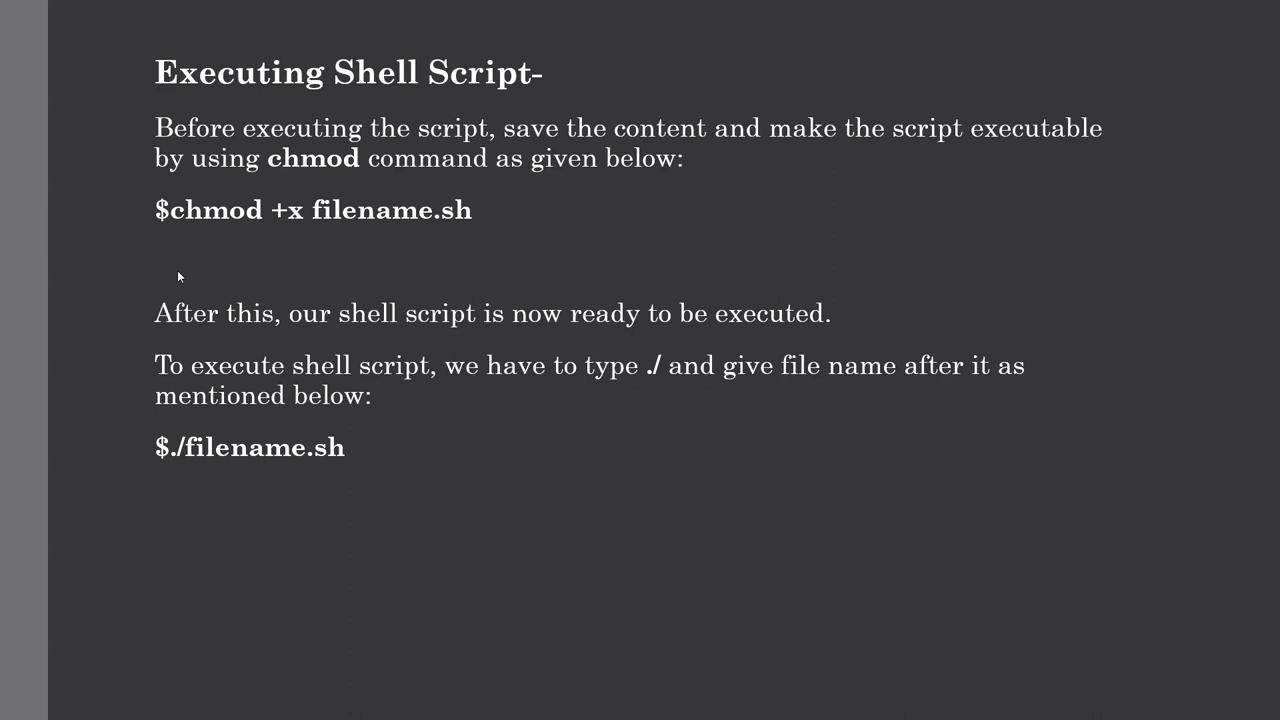 Executing Shell Script-
Before executing the script, save the content and make the script executable
by using chmod command as given below:
$chmod +x filename.sh
After this, our shell script is now ready to be executed.
To execute shell script, we have to type ./ and give file name after it as
mentioned below:
$./filename.sh